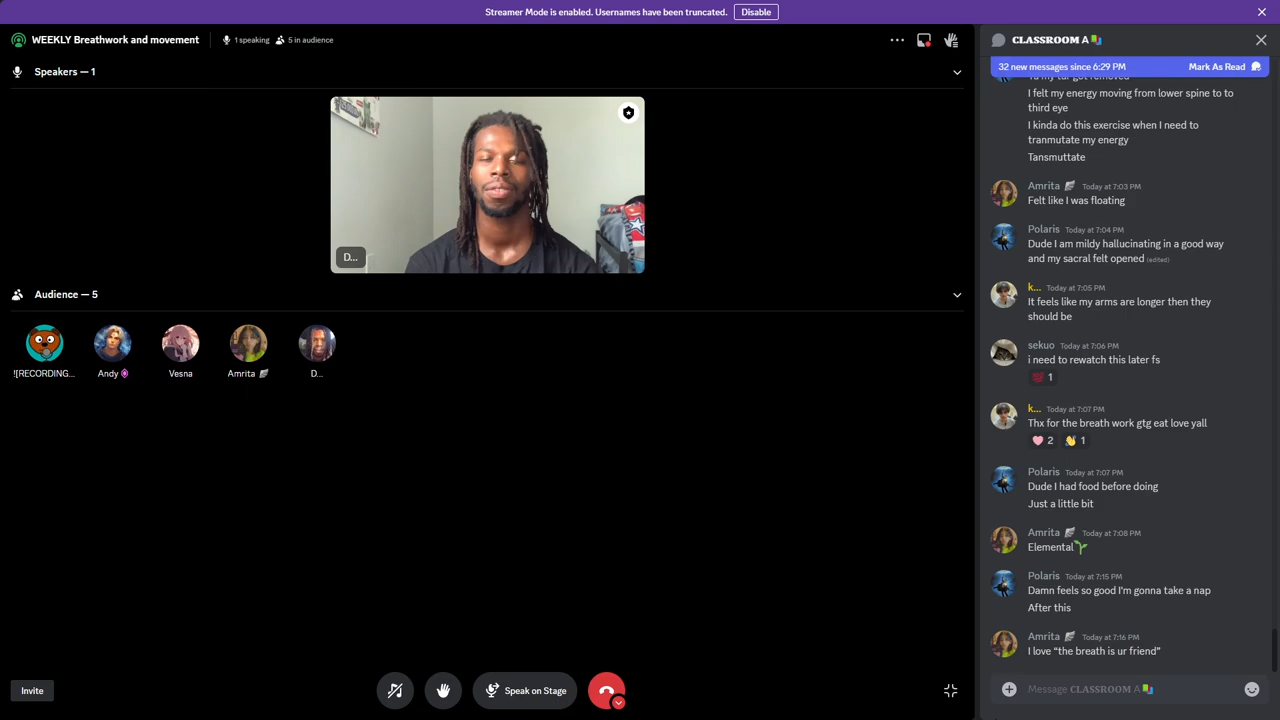 Streamer Mode is enabled. Usernames have been truncated. Disable
WEEKLY Breathwork and movement
1 speaking 5 in audience
Speakers — 1
D...
Audience — 5
![RECORDING...
Andy
Vesna
Amrita
D...
Invite
Speak on Stage
CLASSROOM A
32 new messages since 6:29 PM Mark As Read
I felt my energy moving from lower spine to to
third eye
I kinda do this exercise when I need to
tranmutate my energy
Tansmuttate
Amrita Today at 7:03 PM
Felt like I was floating
Polaris Today at 7:04 PM
Dude I am mildy hallucinating in a good way
and my sacral felt opened (edited)
k... Today at 7:05 PM
It feels like my arms are longer then they
should be
sekuo Today at 7:06 PM
i need to rewatch this later fs
1
k... Today at 7:07 PM
Thx for the breath work gtg eat love yall
2 1
Polaris Today at 7:07 PM
Dude I had food before doing
Just a little bit
Amrita Today at 7:08 PM
Elemental
Polaris Today at 7:15 PM
Damn feels so good I'm gonna take a nap
After this
Amrita Today at 7:16 PM
I love “the breath is ur friend”
Message CLASSROOM A